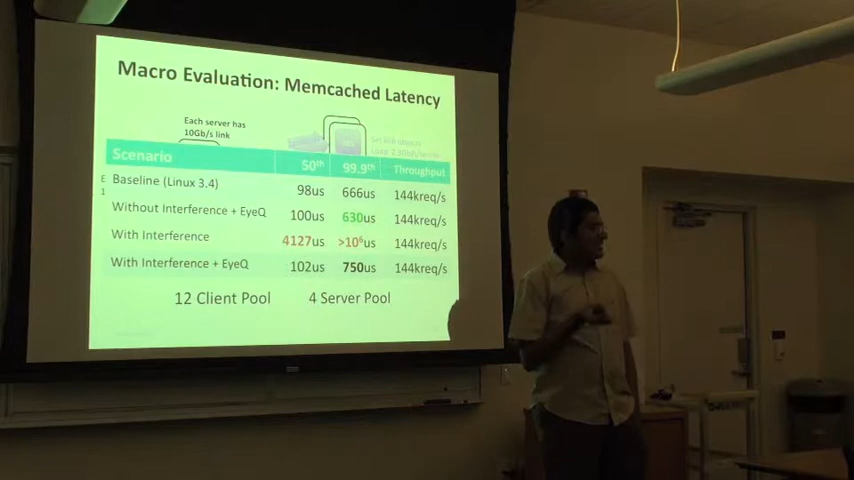 Macro Evaluation: Memcached Latency
Each server has
10Gb/s link
Scenario 50th 99.9th Throughput
Baseline (Linux 3.4) 98us 666us 144kreq/s
Without Interference + EyeQ 100us 630us 144kreq/s
With Interference 4127us >10⁶us 144kreq/s
With Interference + EyeQ 102us 750us 144kreq/s
12 Client Pool 4 Server Pool